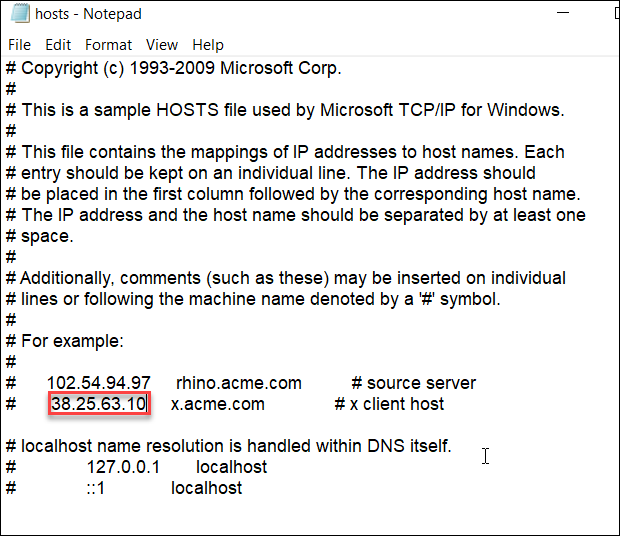 hosts - Notepad
File Edit Format View Help
# Copyright (c) 1993-2009 Microsoft Corp.
#
# This is a sample HOSTS file used by Microsoft TCP/IP for Windows.
#
# This file contains the mappings of IP addresses to host names. Each
# entry should be kept on an individual line. The IP address should
# be placed in the first column followed by the corresponding host name.
# The IP address and the host name should be separated by at least one
# space.
#
# Additionally, comments (such as these) may be inserted on individual
# lines or following the machine name denoted by a '#' symbol.
#
# For example:
#
# 102.54.94.97 rhino.acme.com # source server
# 38.25.63.10 x.acme.com # x client host
# localhost name resolution is handled within DNS itself.
# 127.0.0.1 localhost
# ::1 localhost